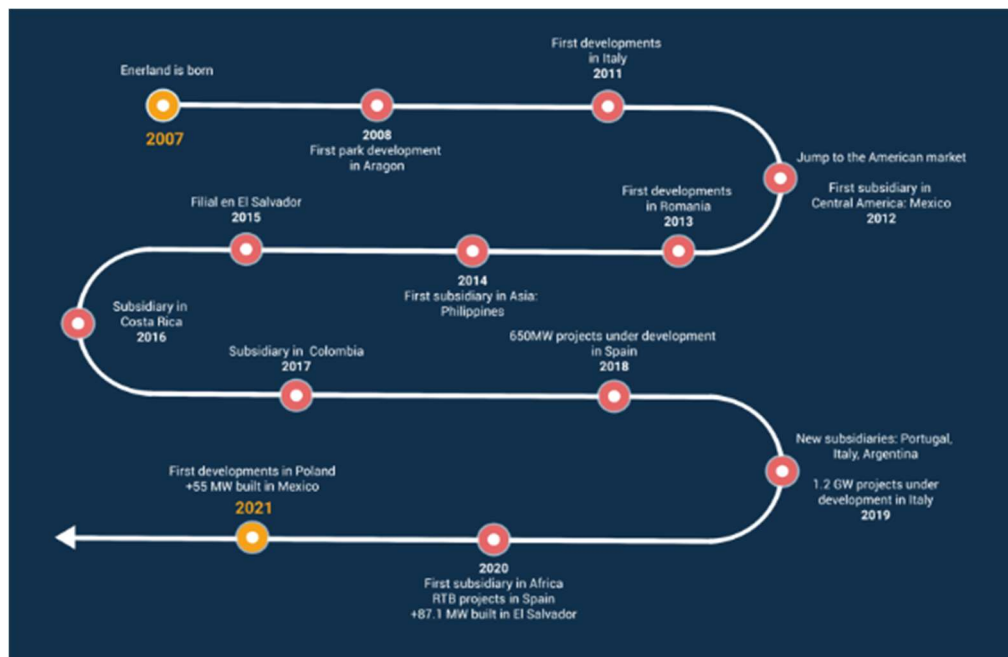 Enerland is born
2007
2008
First park development
in Aragon
First developments
in Italy
2011
Jump to the American market
First subsidiary in
Central America: Mexico
2012
First developments
in Romania
2013
2014
First subsidiary in Asia:
Philippines
Filial en El Salvador
2015
Subsidiary in
Costa Rica
2016
Subsidiary in Colombia
2017
650MW projects under development
in Spain
2018
New subsidiaries: Portugal,
Italy, Argentina
1.2 GW projects under
development in Italy
2019
2020
First subsidiary in Africa
RTB projects in Spain
+87.1 MW built in El Salvador
First developments in Poland
+55 MW built in Mexico
2021